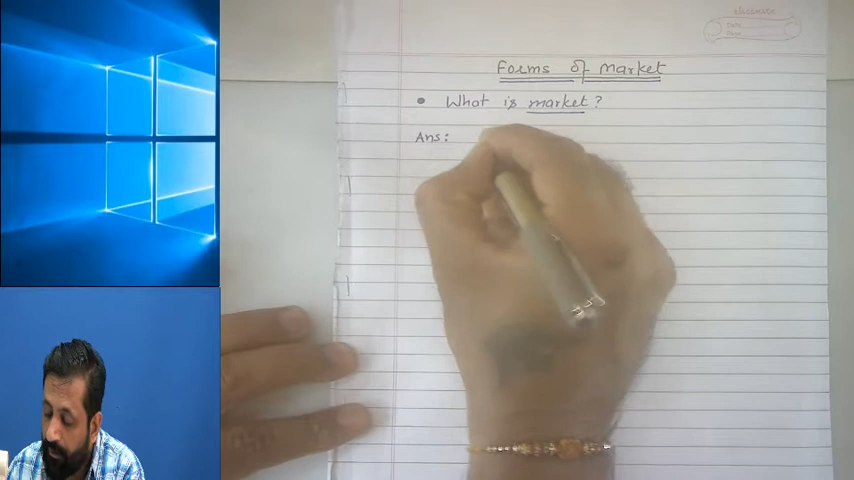 Forms of market
• What is market?
Ans: